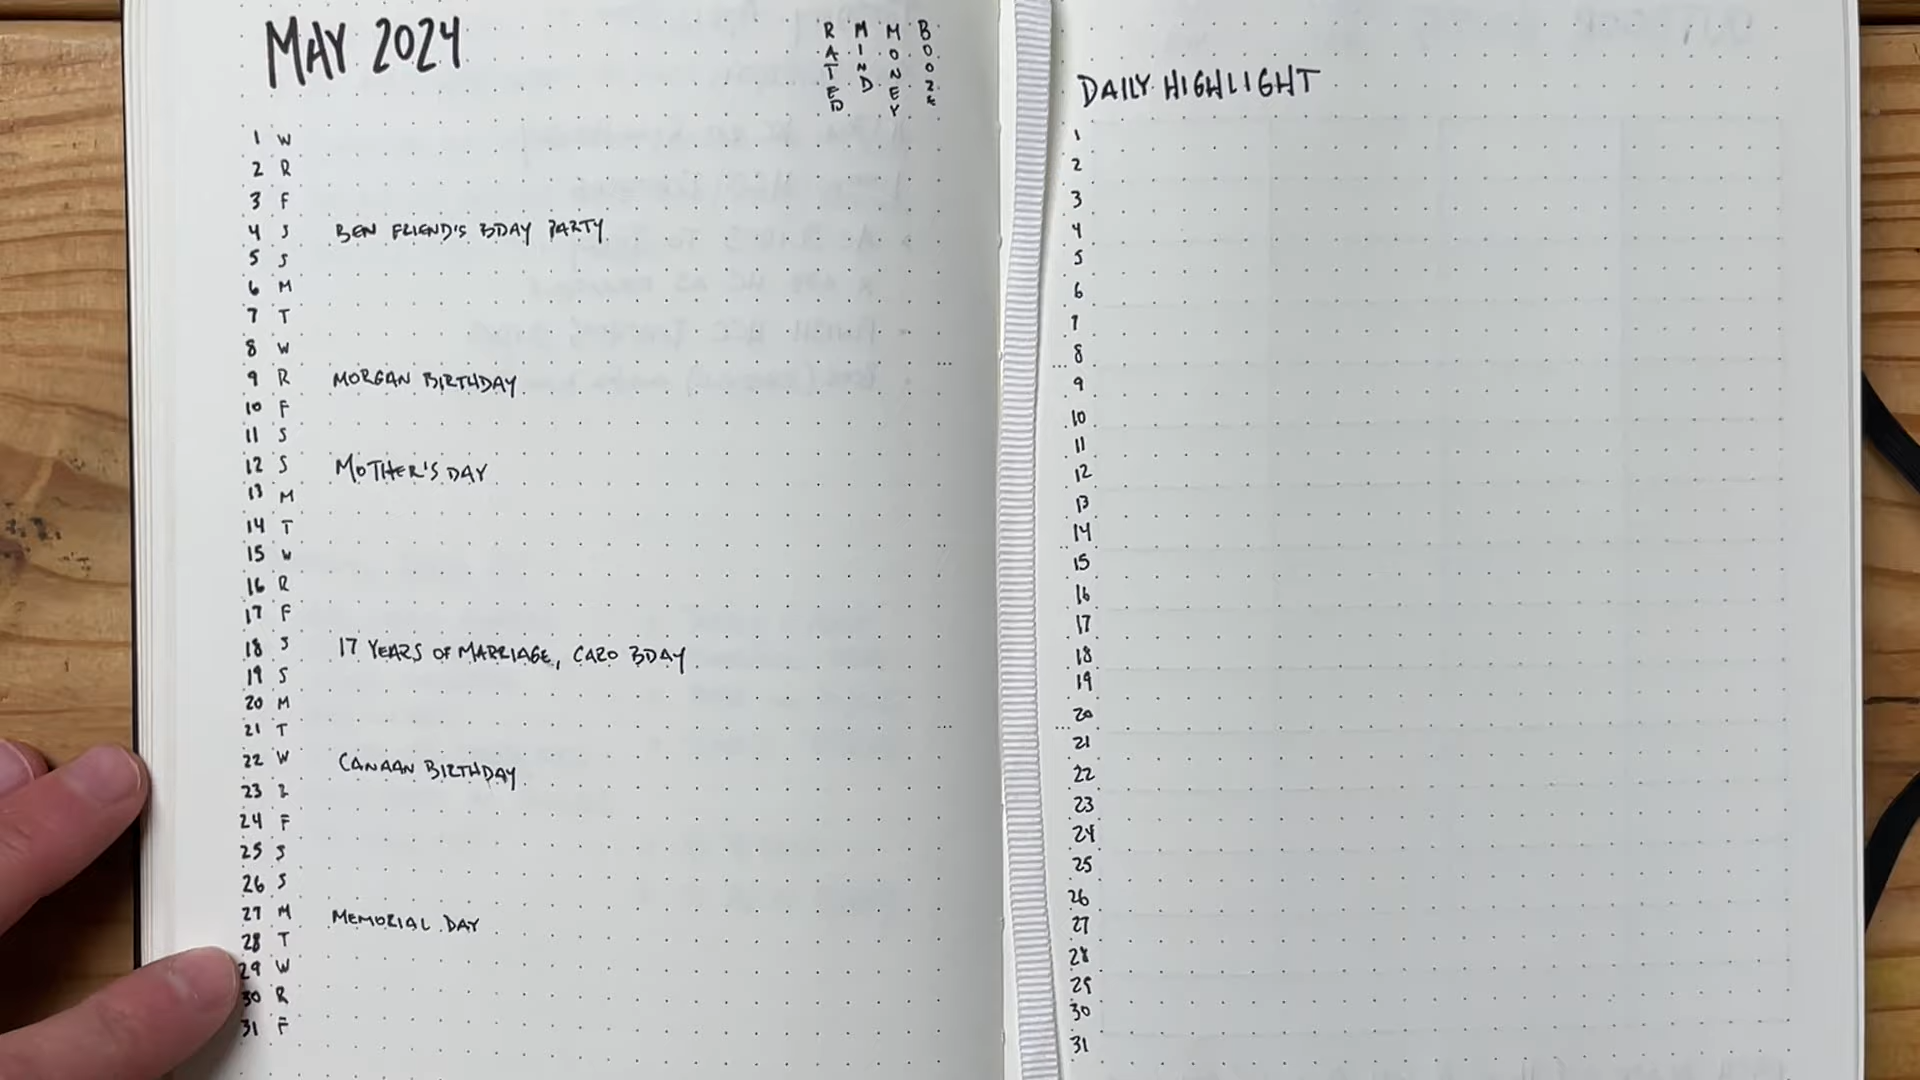 MAY 2024
RATED MIND MONEY BOOZE
1 W
2 R
3 F
4 S BEN FRIEND'S BDAY PARTY
5 S
6 M
7 T
8 W
9 R MORGAN BIRTHDAY
10 F
11 S
12 S MOTHER'S DAY
13 M
14 T
15 W
16 R
17 F
18 S 17 YEARS OF MARRIAGE, CARO BDAY
19 S
20 M
21 T
22 W CANAAN BIRTHDAY
23 R
24 F
25 S
26 S
27 M MEMORIAL DAY
28 T
29 W
30 R
31 F
DAILY HIGHLIGHT
1
2
3
4
5
6
7
8
9
10
11
12
13
14
15
16
17
18
19
20
21
22
23
24
25
26
27
28
29
30
31